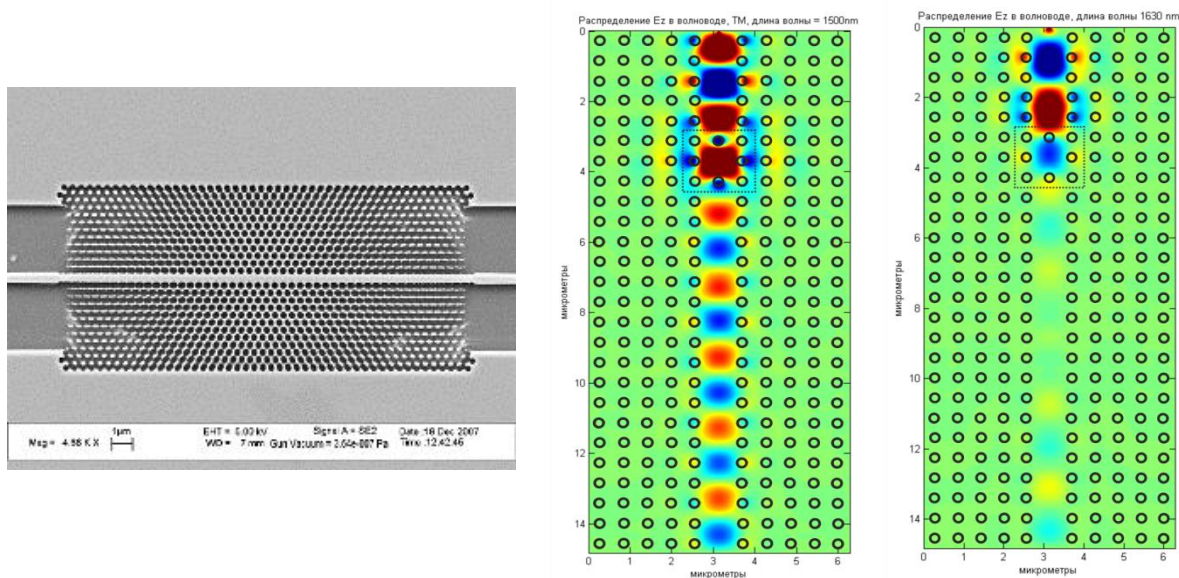 Mag = 4.86 K X
1µm
EHT = 5.00 kV
WD = 7 mm
Signal A = SE2
Gun Vacuum = 3.64e-007 Pa
Date :18 Dec 2007
Time :12:42:46
Распределение Ez в волноводе, TM, длина волны = 1500nm
0
2
4
6
8
10
12
14
0 1 2 3 4 5 6
микрометры
микрометры
Распределение Ez в волноводе, длина волны 1630 nm
0
2
4
6
8
10
12
14
0 1 2 3 4 5 6
микрометры
микрометры